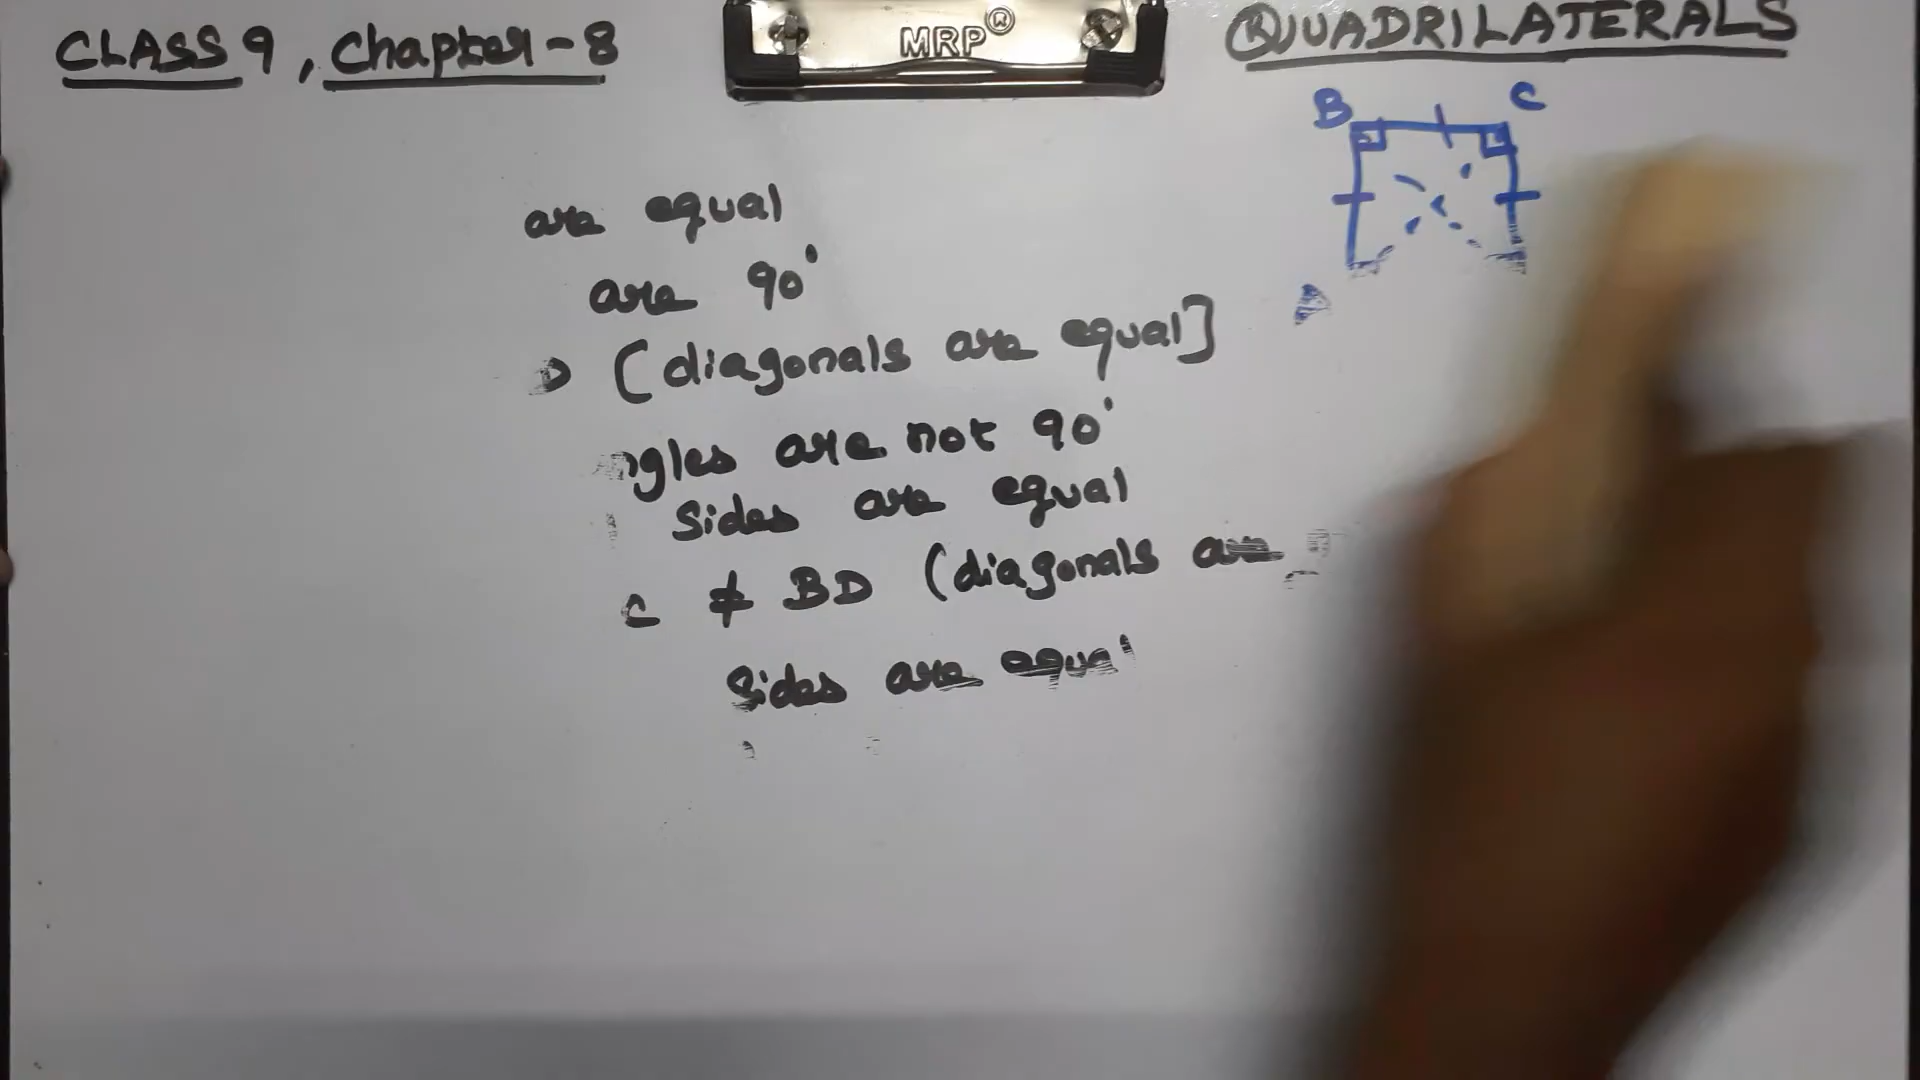 CLASS 9, Chapter-8
MRP®
QUADRILATERALS
B C
are equal
are 90°
D (diagonals are equal]
ngles are not 90°
Sides are equal
C ≠ BD (diagonals are
Sides are equal